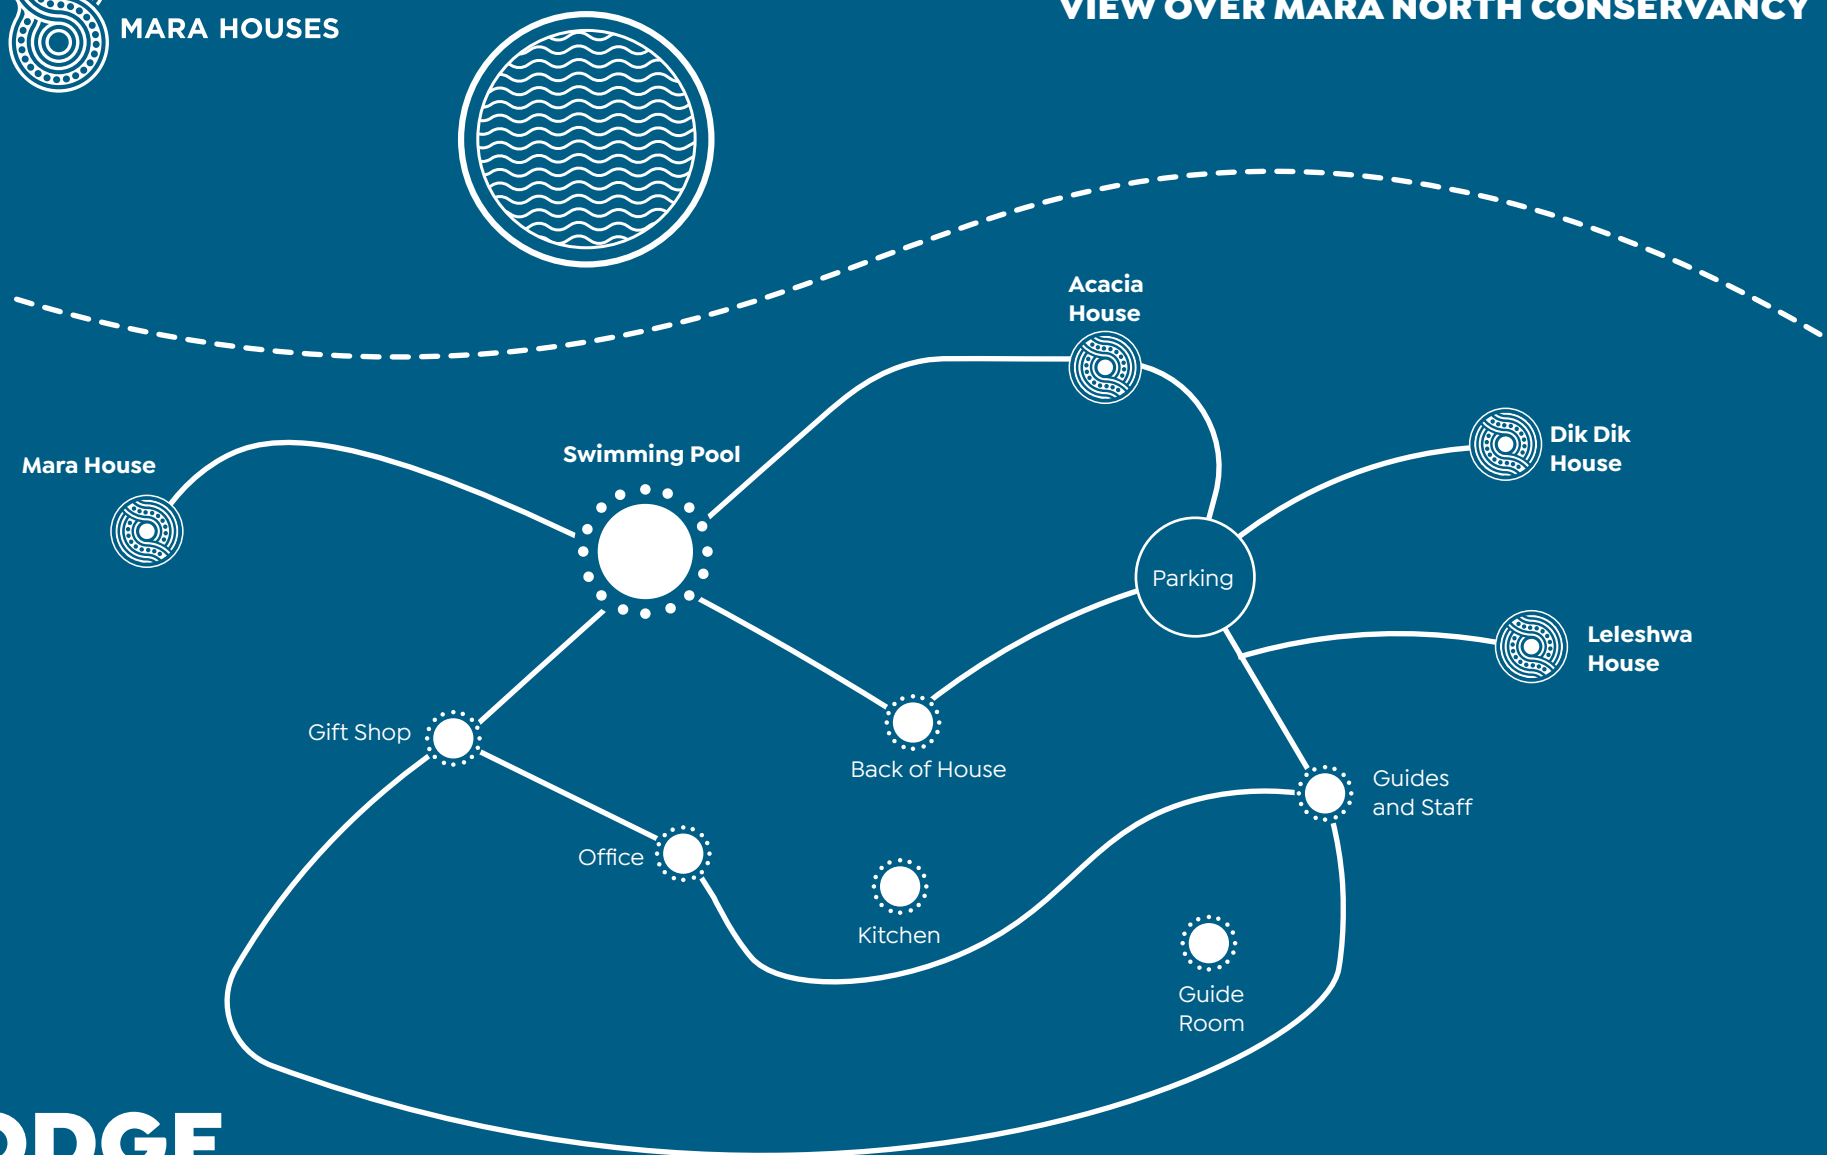 MARA HOUSES
VIEW OVER MARA NORTH CONSERVANCY
Acacia
House
Dik Dik
House
Swimming Pool
Mara House
Parking
Leleshwa
House
Gift Shop
Back of House
Guides
and Staff
Office
Kitchen
Guide
Room
ODGE